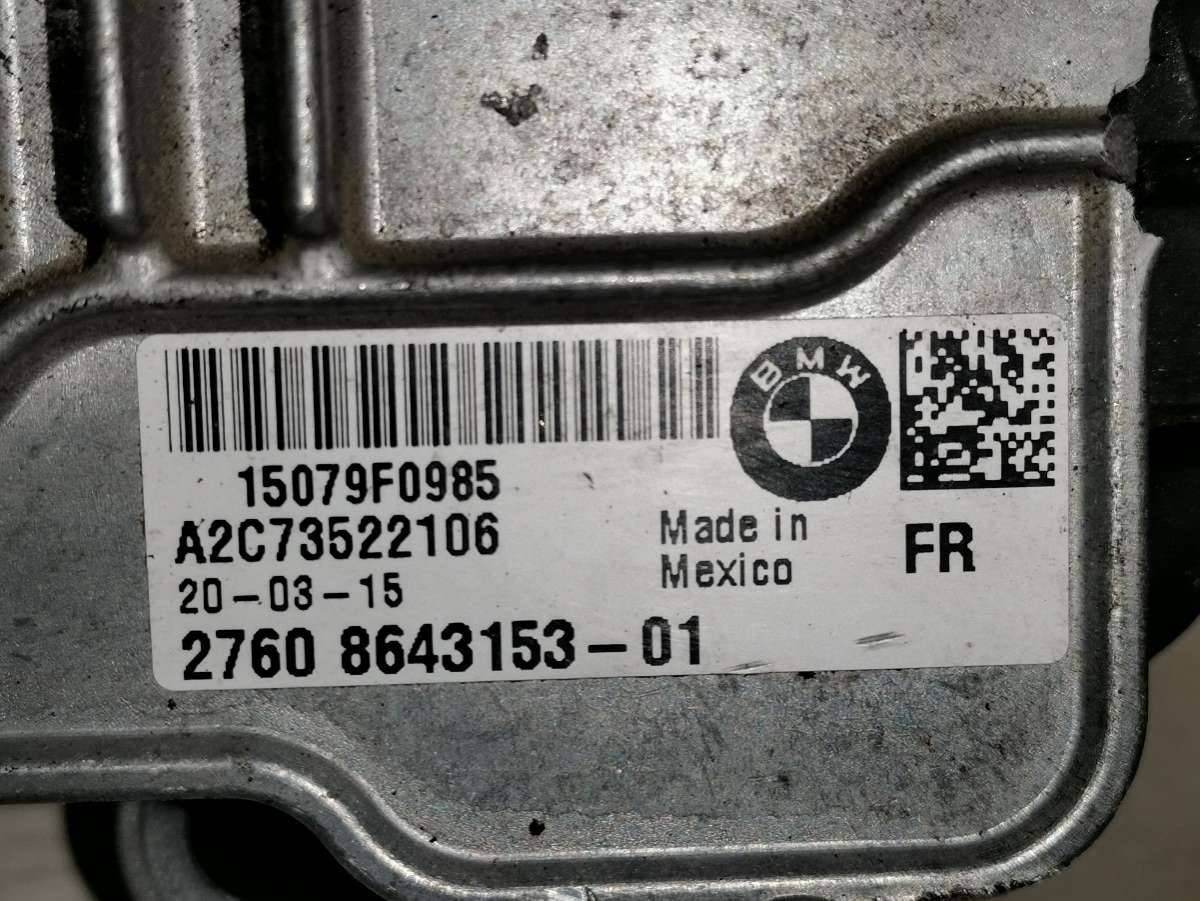 15079F0985
BMW
A2C73522106
Made in
Mexico
FR
20-03-15
2760 8643153-01